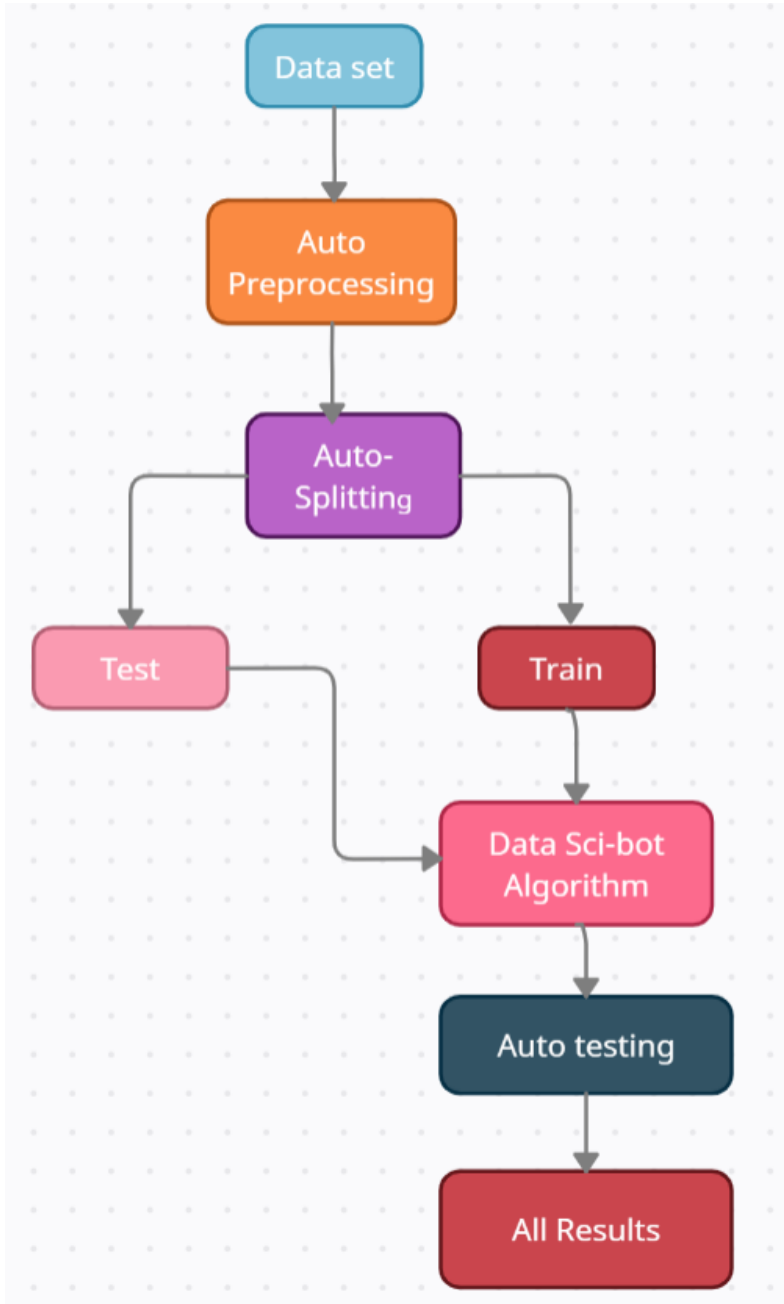 Data set
Auto
Preprocessing
Auto-
Splitting
Test
Train
Data Sci-bot
Algorithm
Auto testing
All Results